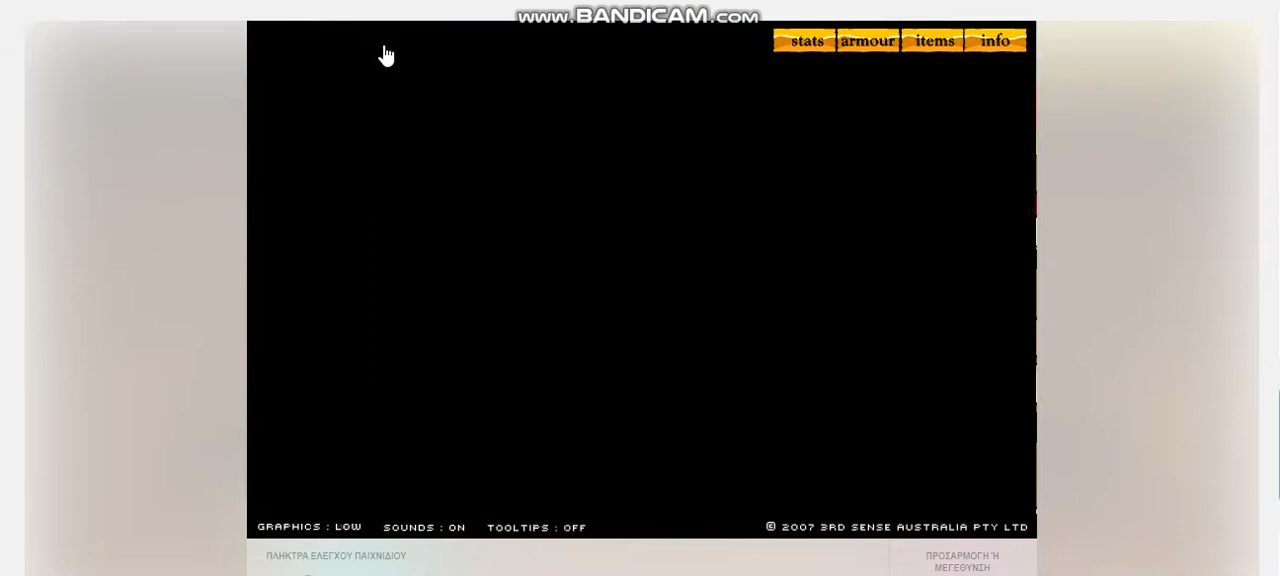 www.BANDICAM.com
stats armour items info
GRAPHICS : LOW SOUNDS : ON TOOLTIPS : OFF © 2007 3RD SENSE AUSTRALIA PTY LTD
ΠΛΗΚΤΡΑ ΕΛΕΓΧΟΥ ΠΑΙΧΝΙΔΙΟΥ
ΠΡΟΣΑΡΜΟΓΗ Ή
ΜΕΓΕΘΥΝΣΗ